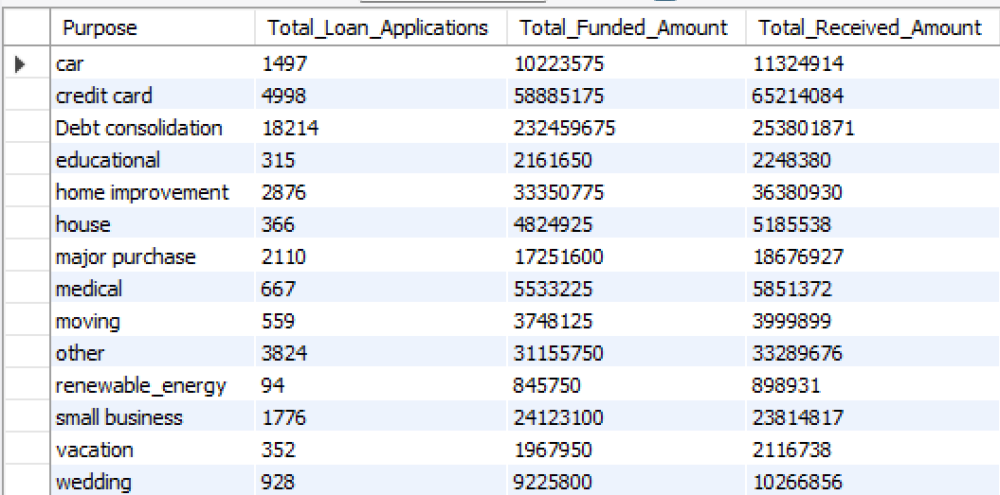 Purpose Total_Loan_Applications Total_Funded_Amount Total_Received_Amount
car 1497 10223575 11324914
credit card 4998 58885175 65214084
Debt consolidation 18214 232459675 253801871
educational 315 2161650 2248380
home improvement 2876 33350775 36380930
house 366 4824925 5185538
major purchase 2110 17251600 18676927
medical 667 5533225 5851372
moving 559 3748125 3999899
other 3824 31155750 33289676
renewable_energy 94 845750 898931
small business 1776 24123100 23814817
vacation 352 1967950 2116738
wedding 928 9225800 10266856